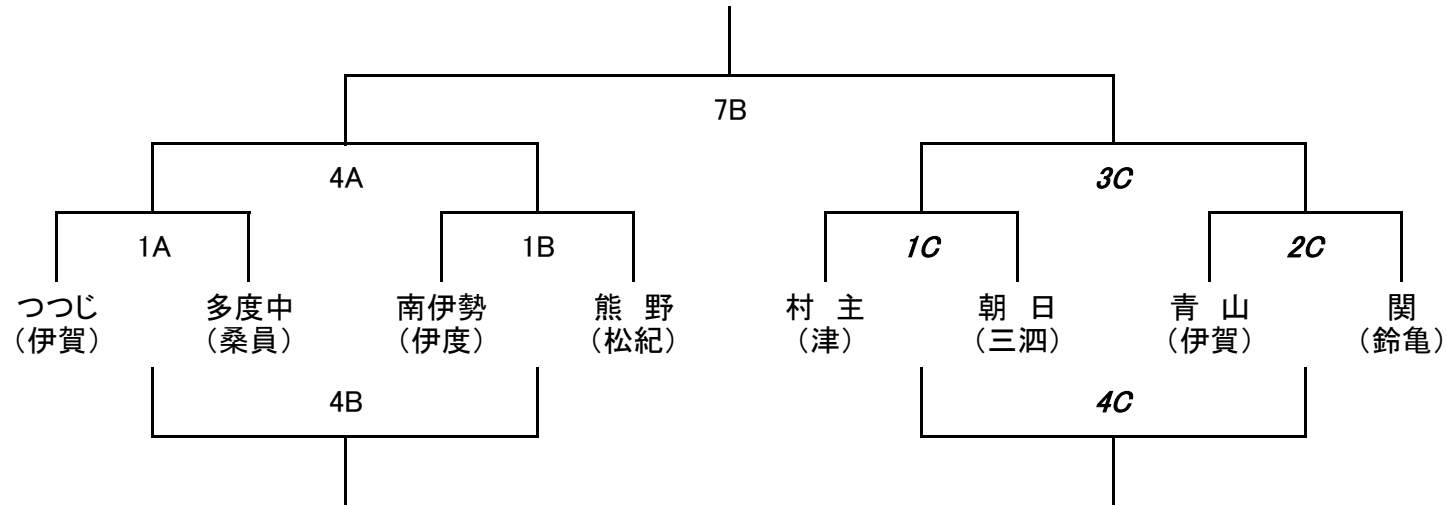 7B
4A 3C
1A 1B 1C 2C
つつじ 多度中 南伊勢 熊 野 村 主 朝 日 青 山 関
（伊賀） （桑員） （伊度） （松紀） （津） （三泗） （伊賀） （鈴亀）
4B 4C